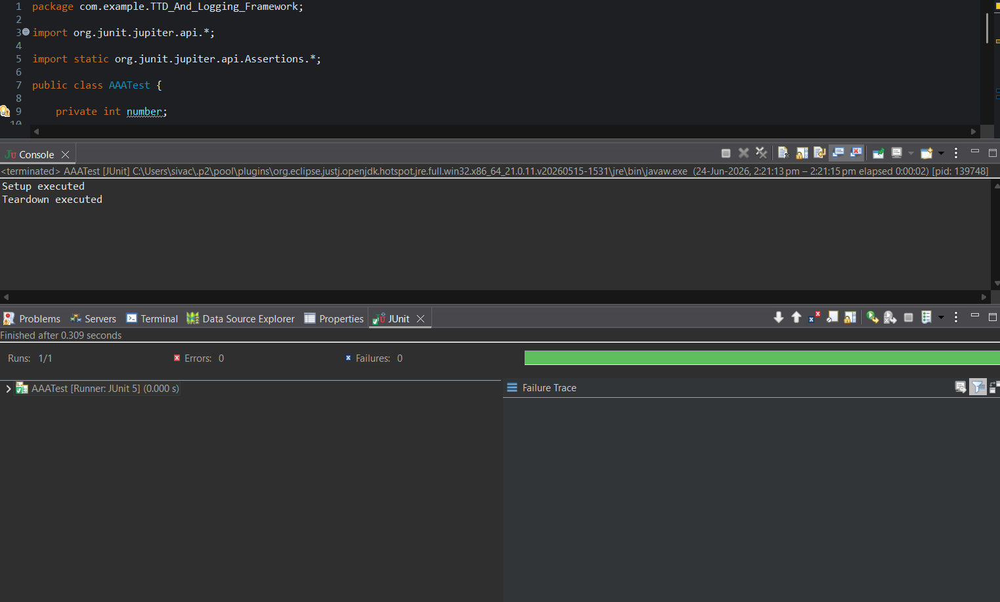 1 package com.example.TTD_And_Logging_Framework;
2
3 import org.junit.jupiter.api.*;
4
5 import static org.junit.jupiter.api.Assertions.*;
6
7 public class AAATest {
8
9 private int number;
10
Console
<terminated> AAATest [JUnit] C:\Users\sivac\.p2\pool\plugins\org.eclipse.justj.openjdk.hotspot.jre.full.win32.x86_64_21.0.11.v20260515-1531\jre\bin\javaw.exe (24-Jun-2026, 2:21:13 pm – 2:21:15 pm elapsed 0:00:02) [pid: 139748]
Setup executed
Teardown executed
Problems Servers Terminal Data Source Explorer Properties JUnit
Finished after 0.309 seconds
Runs: 1/1 Errors: 0 Failures: 0
AAATest [Runner: JUnit 5] (0.000 s)
Failure Trace